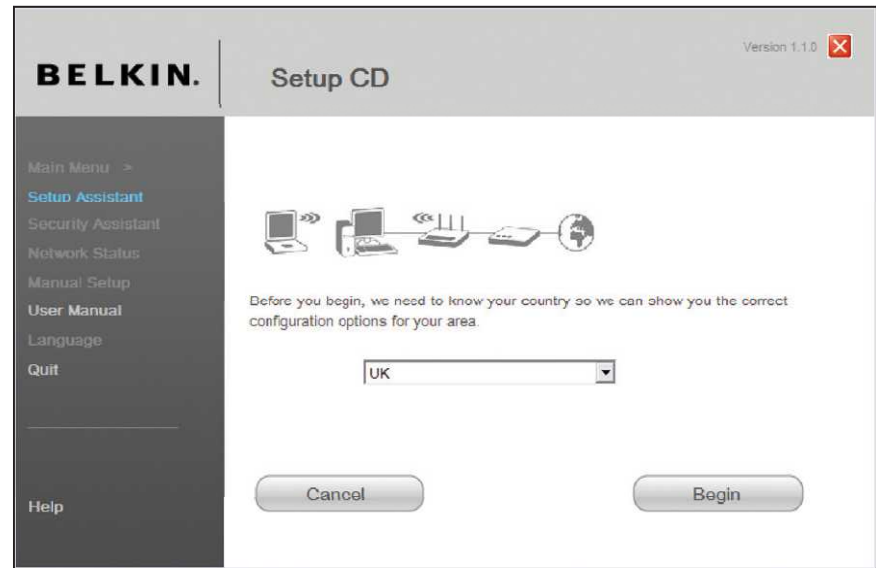 BELKIN.
Setup CD
Version 1.1.0
Main Menu >
Setup Assistant
Security Assistant
Network Status
Manual Setup
User Manual
Language
Quit
Help
Before you begin, we need to know your country so we can show you the correct
configuration options for your area.
UK
Cancel
Begin